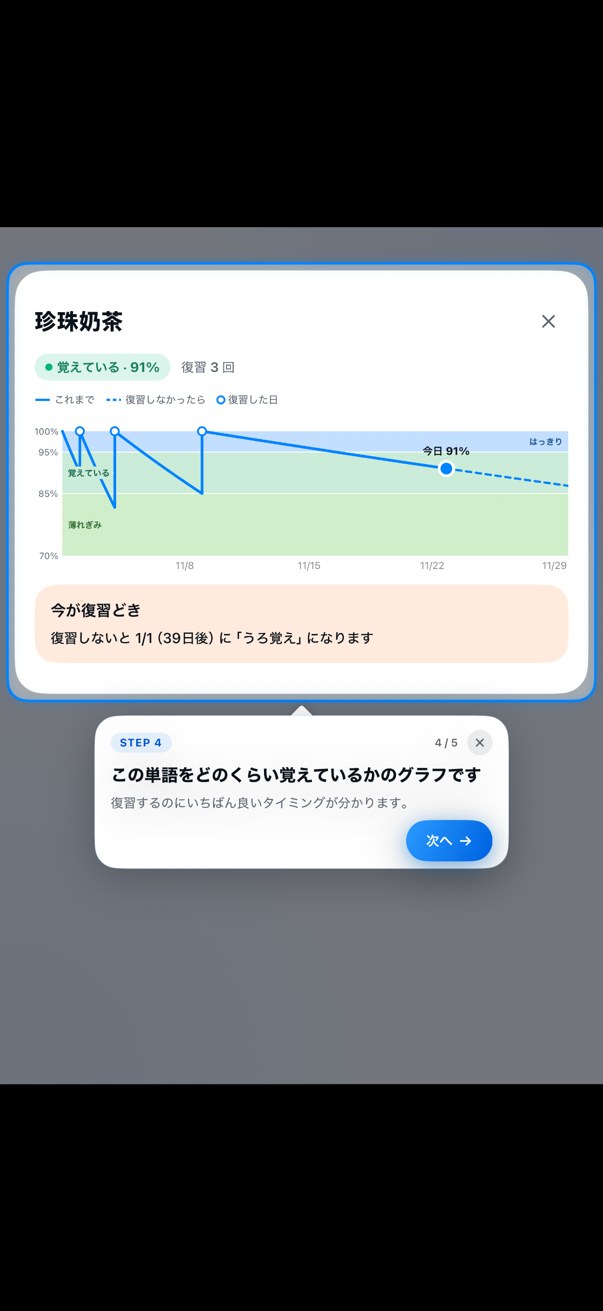 珍珠奶茶
覚えている · 91% 復習 3 回
これまで 復習しなかったら 復習した日
100%
95%
85%
70%
はっきり
今日 91%
覚えている
薄れぎみ
11/8 11/15 11/22 11/29
今が復習どき
復習しないと 1/1（39日後）に「うろ覚え」になります
STEP 4 4 / 5
この単語をどのくらい覚えているかのグラフです
復習するのにいちばん良いタイミングが分かります。
次へ →